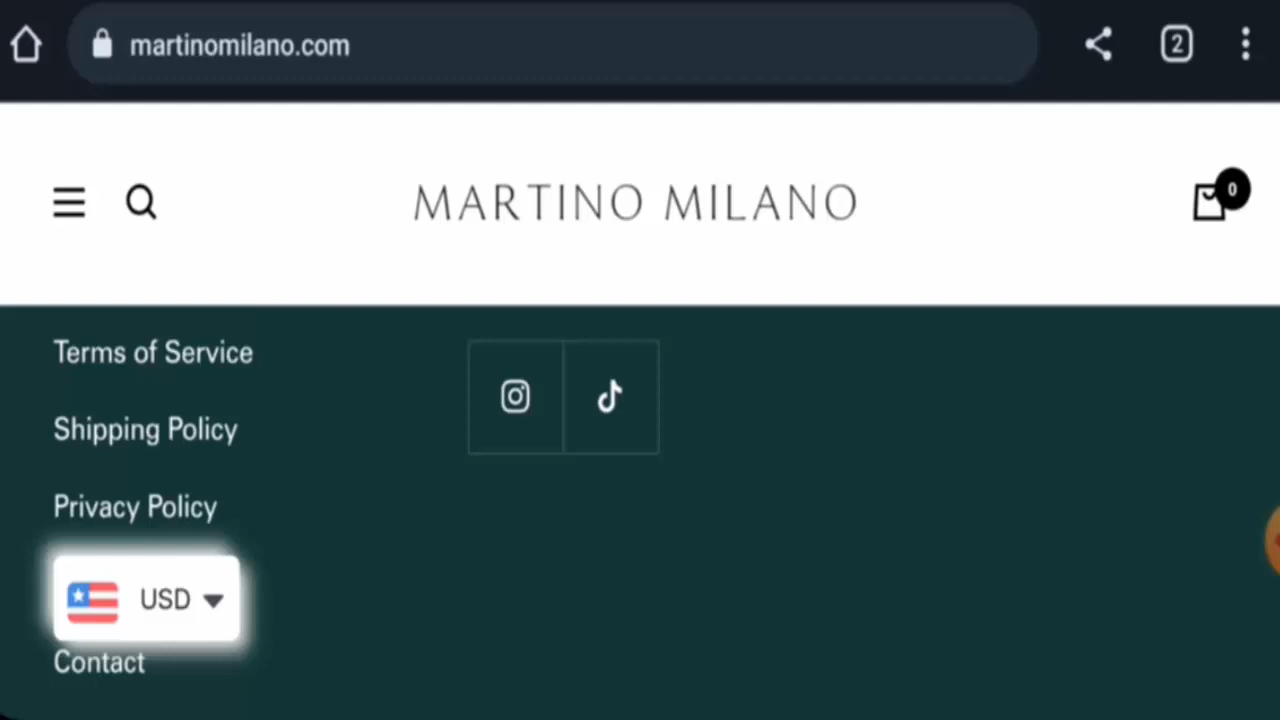 martinomilano.com
2
MARTINO MILANO
0
Terms of Service
Shipping Policy
Privacy Policy
USD
Contact